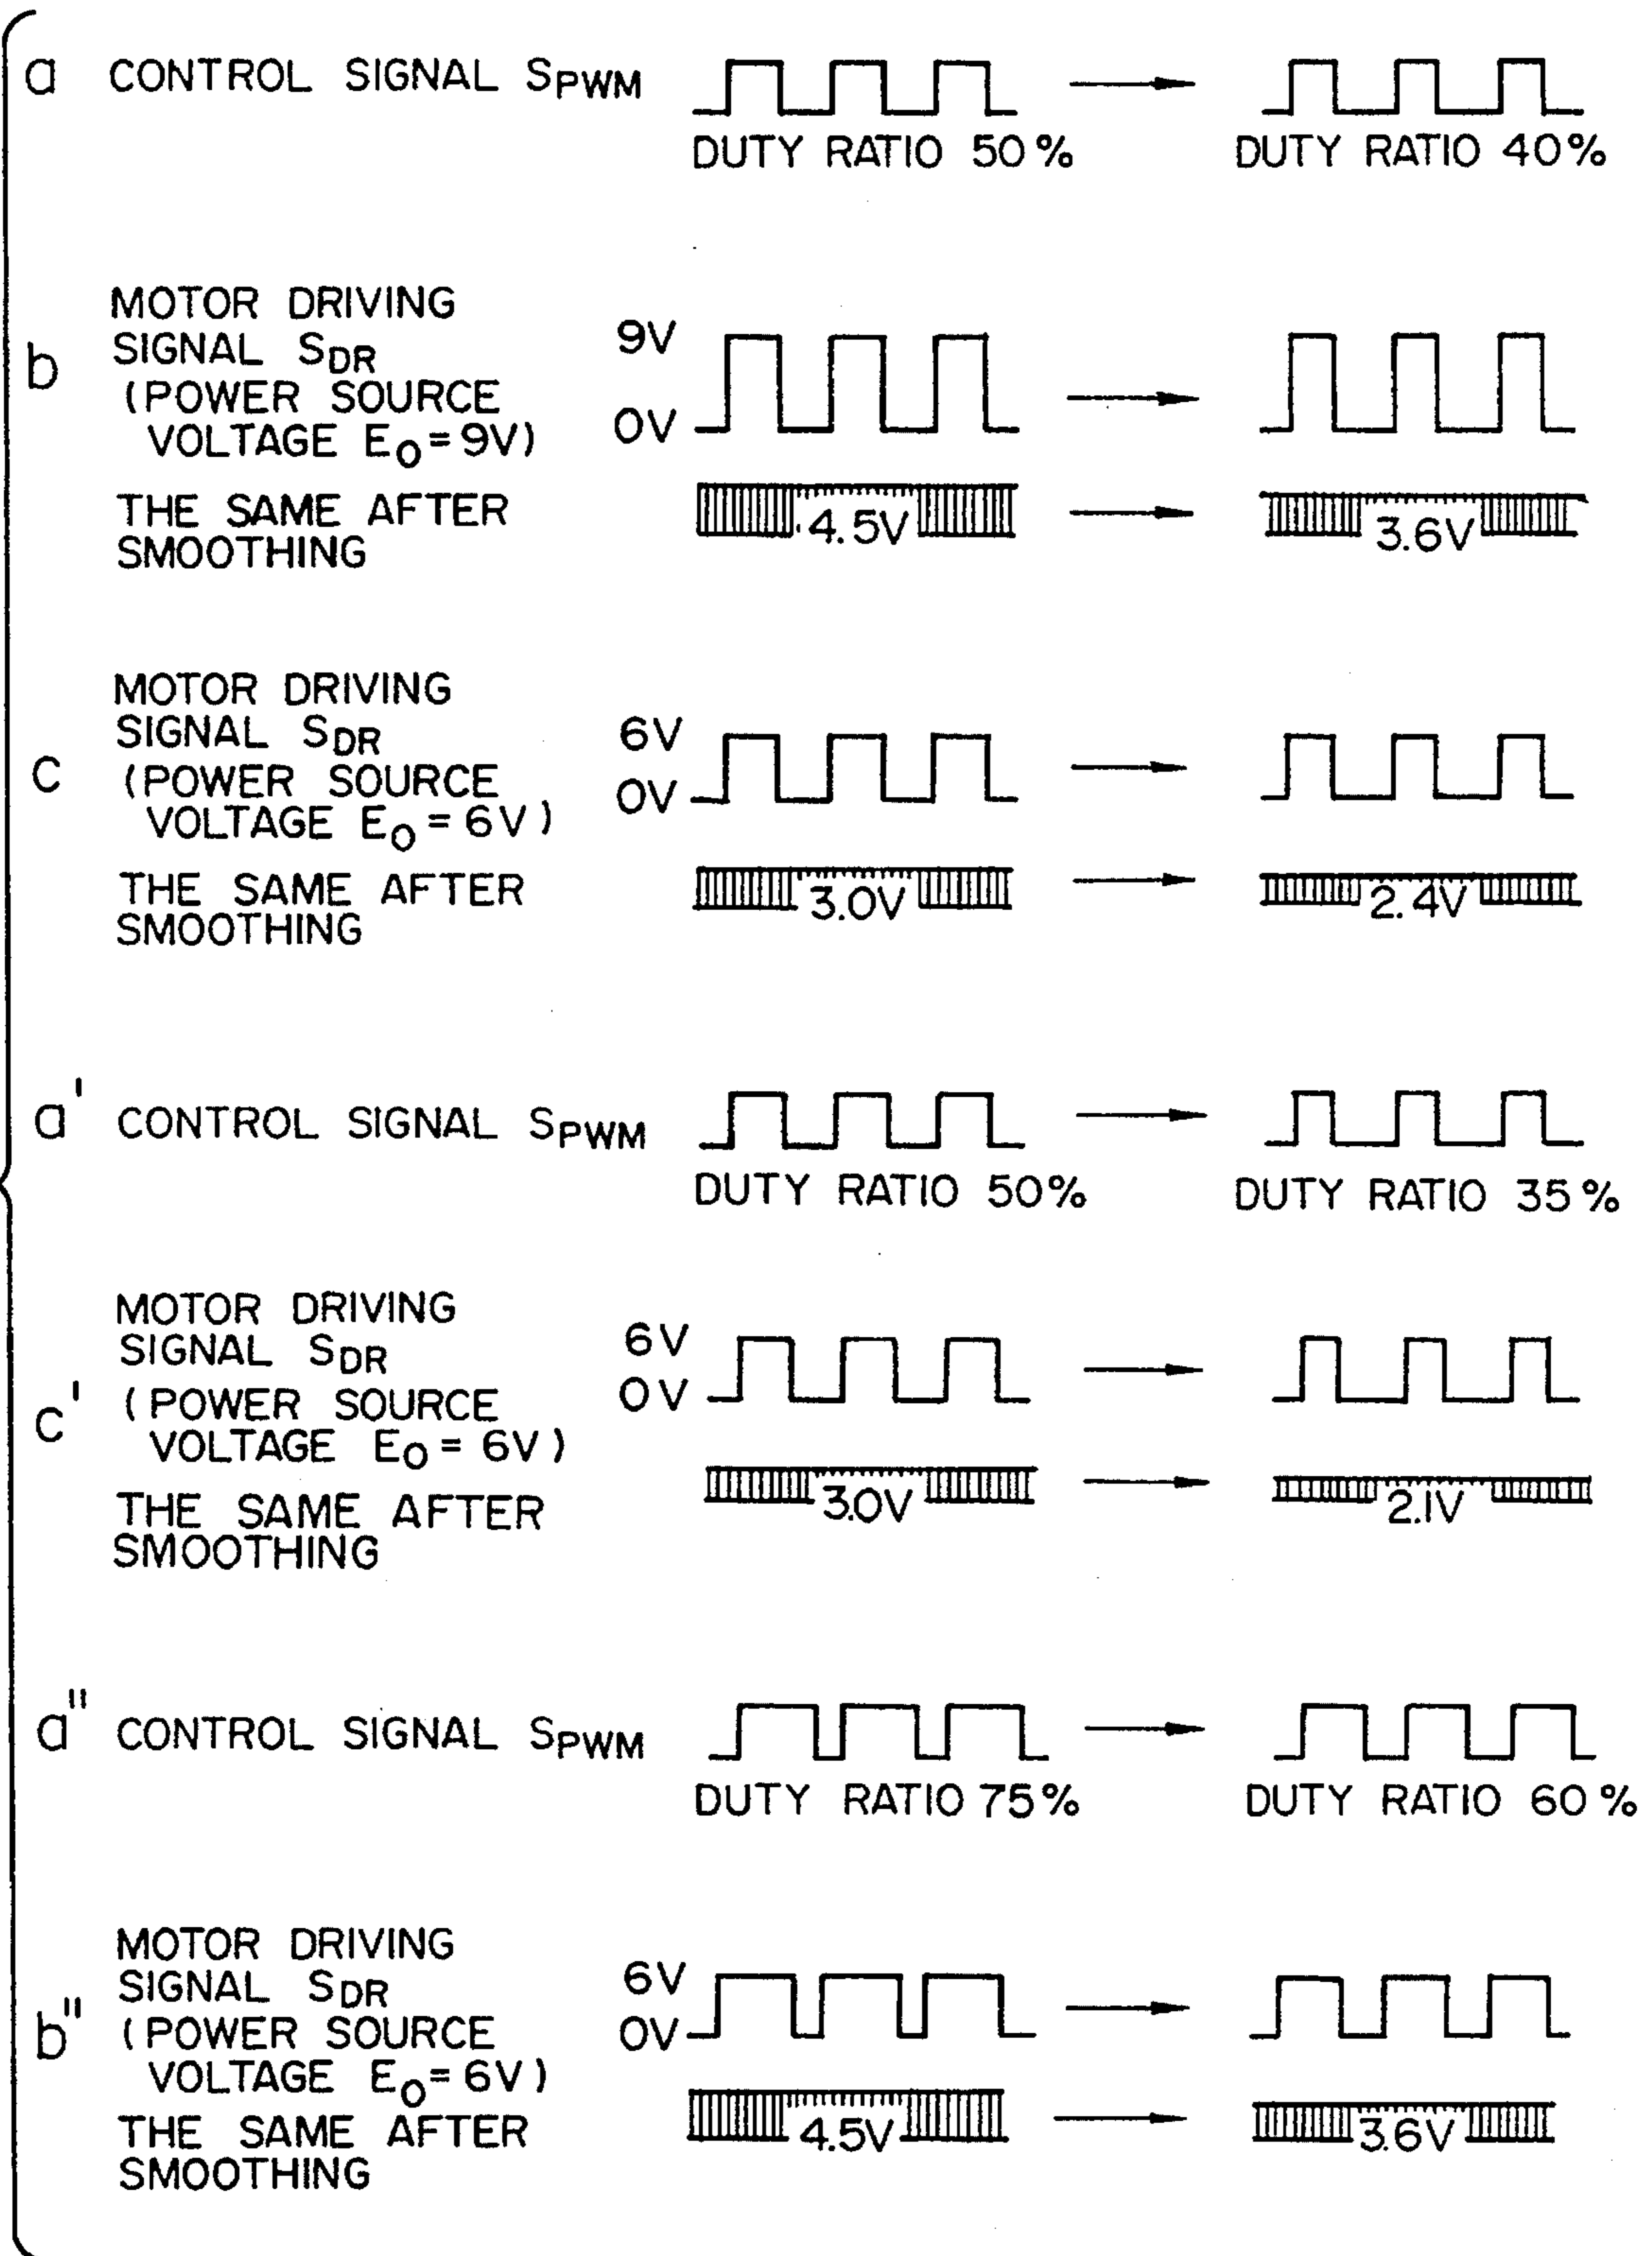 a CONTROL SIGNAL SPWM
DUTY RATIO 50% DUTY RATIO 40%
MOTOR DRIVING
b SIGNAL SDR 9V
(POWER SOURCE
VOLTAGE EO=9V) 0V
THE SAME AFTER 4.5V 3.6V
SMOOTHING
MOTOR DRIVING
SIGNAL SDR 6V
c (POWER SOURCE
VOLTAGE EO=6V) 0V
THE SAME AFTER 3.0V 2.4V
SMOOTHING
a' CONTROL SIGNAL SPWM
DUTY RATIO 50% DUTY RATIO 35%
MOTOR DRIVING
SIGNAL SDR 6V
c' (POWER SOURCE 0V
VOLTAGE EO=6V)
THE SAME AFTER 3.0V 2.1V
SMOOTHING
a" CONTROL SIGNAL SPWM
DUTY RATIO 75% DUTY RATIO 60%
MOTOR DRIVING
SIGNAL SDR 6V
b" (POWER SOURCE 0V
VOLTAGE EO=6V)
THE SAME AFTER 4.5V 3.6V
SMOOTHING